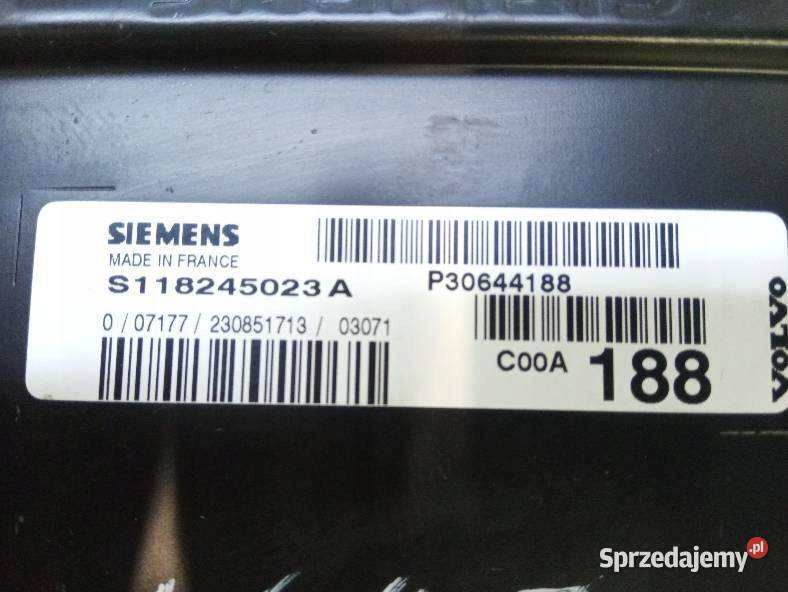 SIEMENS
MADE IN FRANCE
S118245023 A
P30644188
0 / 07177 / 230851713 / 03071
C00A 188
VOLVO
Sprzedajemy.pl